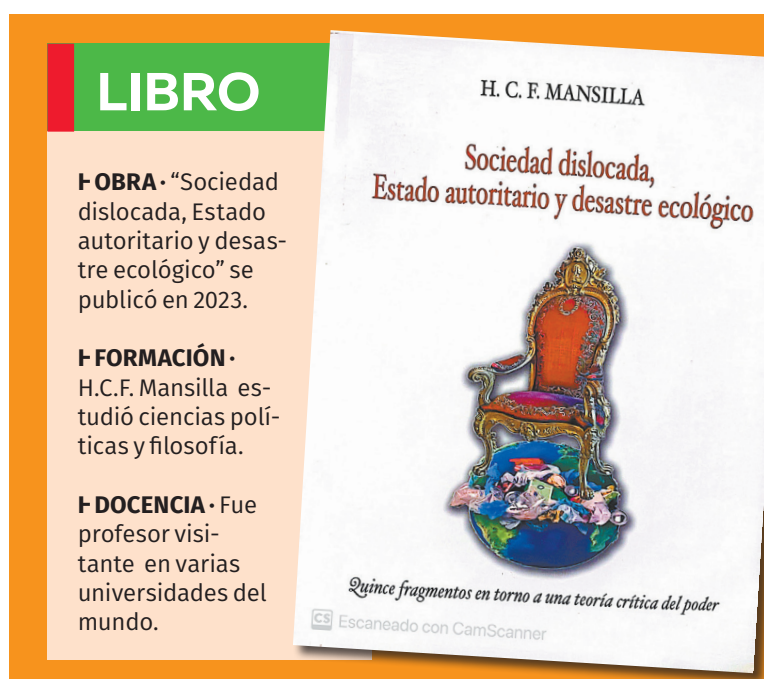 LIBRO
OBRA · “Sociedad
dislocada, Estado
autoritario y desas-
tre ecológico” se
publicó en 2023.
FORMACIÓN ·
H.C.F. Mansilla es-
tudió ciencias polí-
ticas y filosofía.
DOCENCIA · Fue
profesor visi-
tante en varias
universidades del
mundo.
H. C. F. MANSILLA
Sociedad dislocada,
Estado autoritario y desastre ecológico
Quince fragmentos en torno a una teoría crítica del poder
CS Escaneado con CamScanner